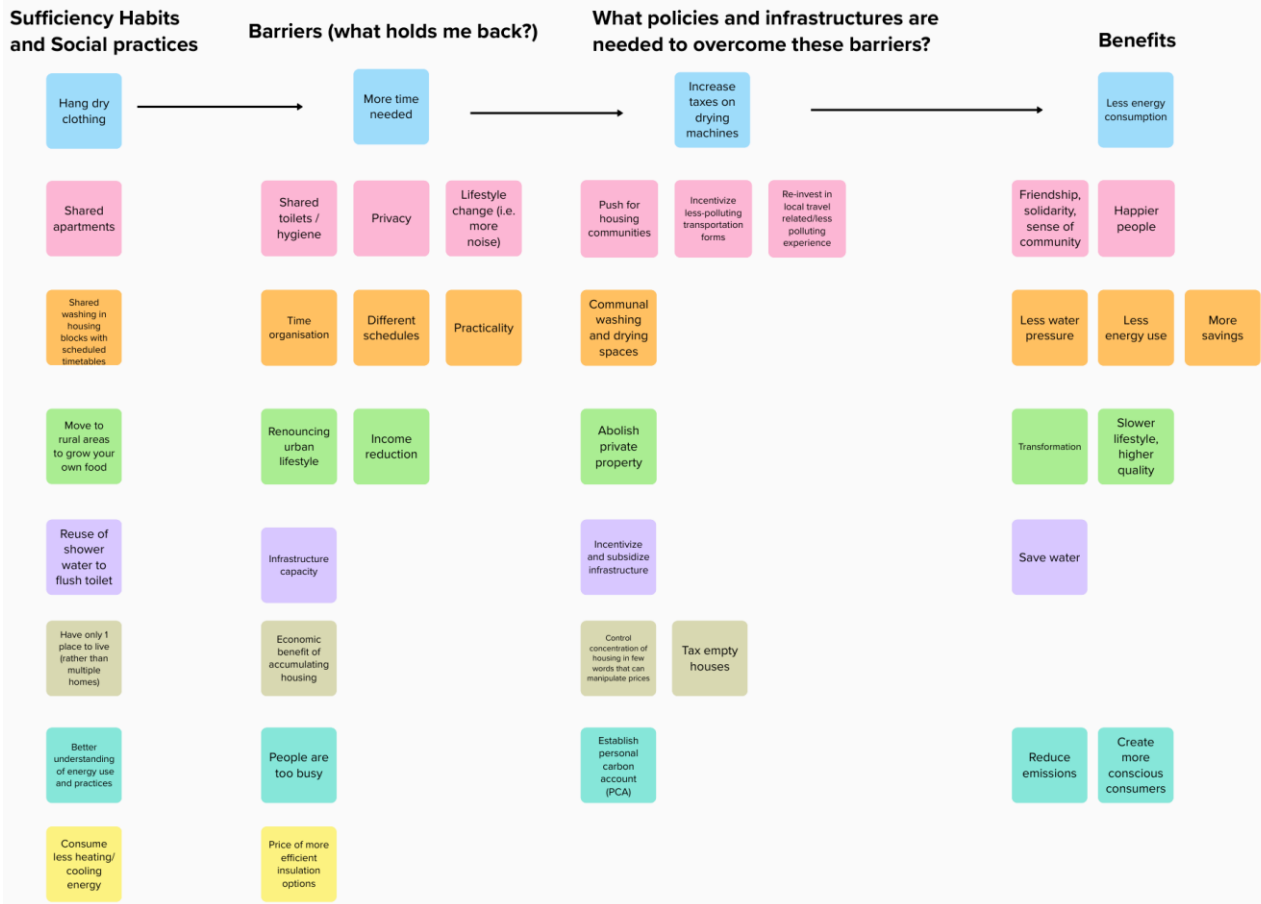 Sufficiency Habits
and Social practices
Barriers (what holds me back?)
What policies and infrastructures are
needed to overcome these barriers?
Benefits
Hang dry
clothing
More time
needed
Increase
taxes on
drying
machines
Less energy
consumption
Shared
apartments
Shared
toilets /
hygiene
Privacy
Lifestyle
change (i.e.
more
noise)
Push for
housing
communities
Incentivize
less-polluting
transportation
forms
Re-invest in
local travel
related/less
polluting
experience
Friendship,
solidarity,
sense of
community
Happier
people
Shared
washing in
housing
blocks with
scheduled
timetables
Time
organisation
Different
schedules
Practicality
Communal
washing
and drying
spaces
Less water
pressure
Less
energy use
More
savings
Move to
rural areas
to grow your
own food
Renouncing
urban
lifestyle
Income
reduction
Abolish
private
property
Transformation
Slower
lifestyle,
higher
quality
Reuse of
shower
water to
flush toilet
Infrastructure
capacity
Incentivize
and subsidize
infrastructure
Save water
Have only 1
place to live
(rather than
multiple
homes)
Economic
benefit of
accumulating
housing
Control
concentration of
housing in few
words that can
manipulate prices
Tax empty
houses
Better
understanding
of energy use
and practices
People are
too busy
Establish
personal
carbon
account
(PCA)
Reduce
emissions
Create
more
conscious
consumers
Consume
less heating/
cooling
energy
Price of more
efficient
insulation
options